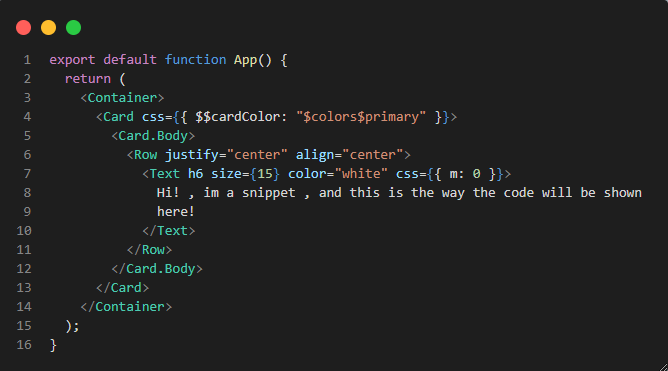 1 export default function App() {
2   return (
3     <Container>
4       <Card css={{ $$cardColor: "$colors$primary" }}>
5         <Card.Body>
6           <Row justify="center" align="center">
7             <Text h6 size={15} color="white" css={{ m: 0 }}>
8               Hi! , im a snippet , and this is the way the code will be shown
9               here!
10             </Text>
11           </Row>
12         </Card.Body>
13       </Card>
14     </Container>
15   );
16 }